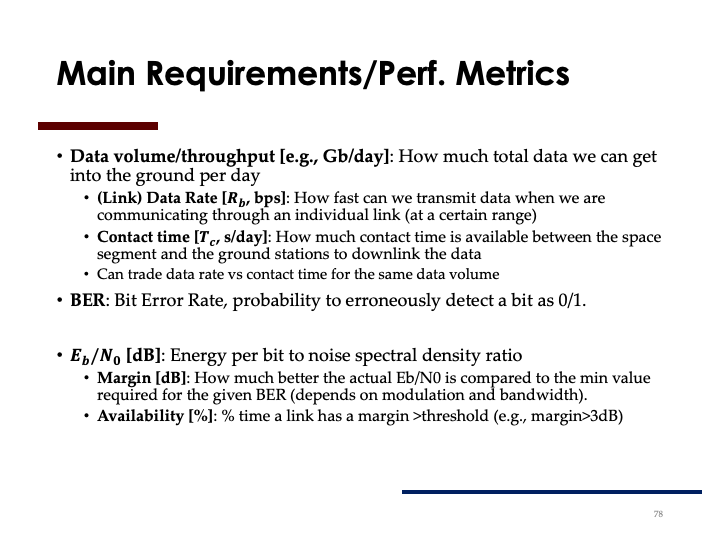 Main Requirements/Perf. Metrics
• Data volume/throughput [e.g., Gb/day]: How much total data we can get
into the ground per day
• (Link) Data Rate [𝑹𝒃, bps]: How fast can we transmit data when we are
communicating through an individual link (at a certain range)
• Contact time [𝑻𝒄, s/day]: How much contact time is available between the space
segment and the ground stations to downlink the data
• Can trade data rate vs contact time for the same data volume
• BER: Bit Error Rate, probability to erroneously detect a bit as 0/1.
• 𝑬𝒃/𝑵𝟎 [dB]: Energy per bit to noise spectral density ratio
• Margin [dB]: How much better the actual Eb/N0 is compared to the min value
required for the given BER (depends on modulation and bandwidth).
• Availability [%]: % time a link has a margin >threshold (e.g., margin>3dB)
78